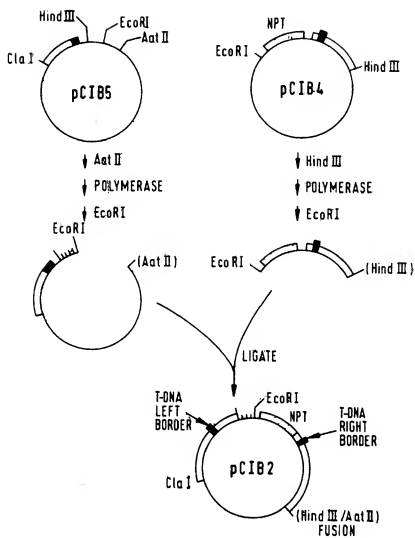 Hind III
EcoRI
Aat II
Cla I
pCIB5
NPT
EcoRI
Hind III
pCIB4
Aat II
POLYMERASE
EcoRI
Hind III
POLYMERASE
EcoRI
EcoRI
(Aat II)
EcoRI
(Hind III)
LIGATE
T-DNA
LEFT
BORDER
EcoRI
NPT
T-DNA
RIGHT
BORDER
Cla I
pCIB2
(Hind III/Aat II)
FUSION